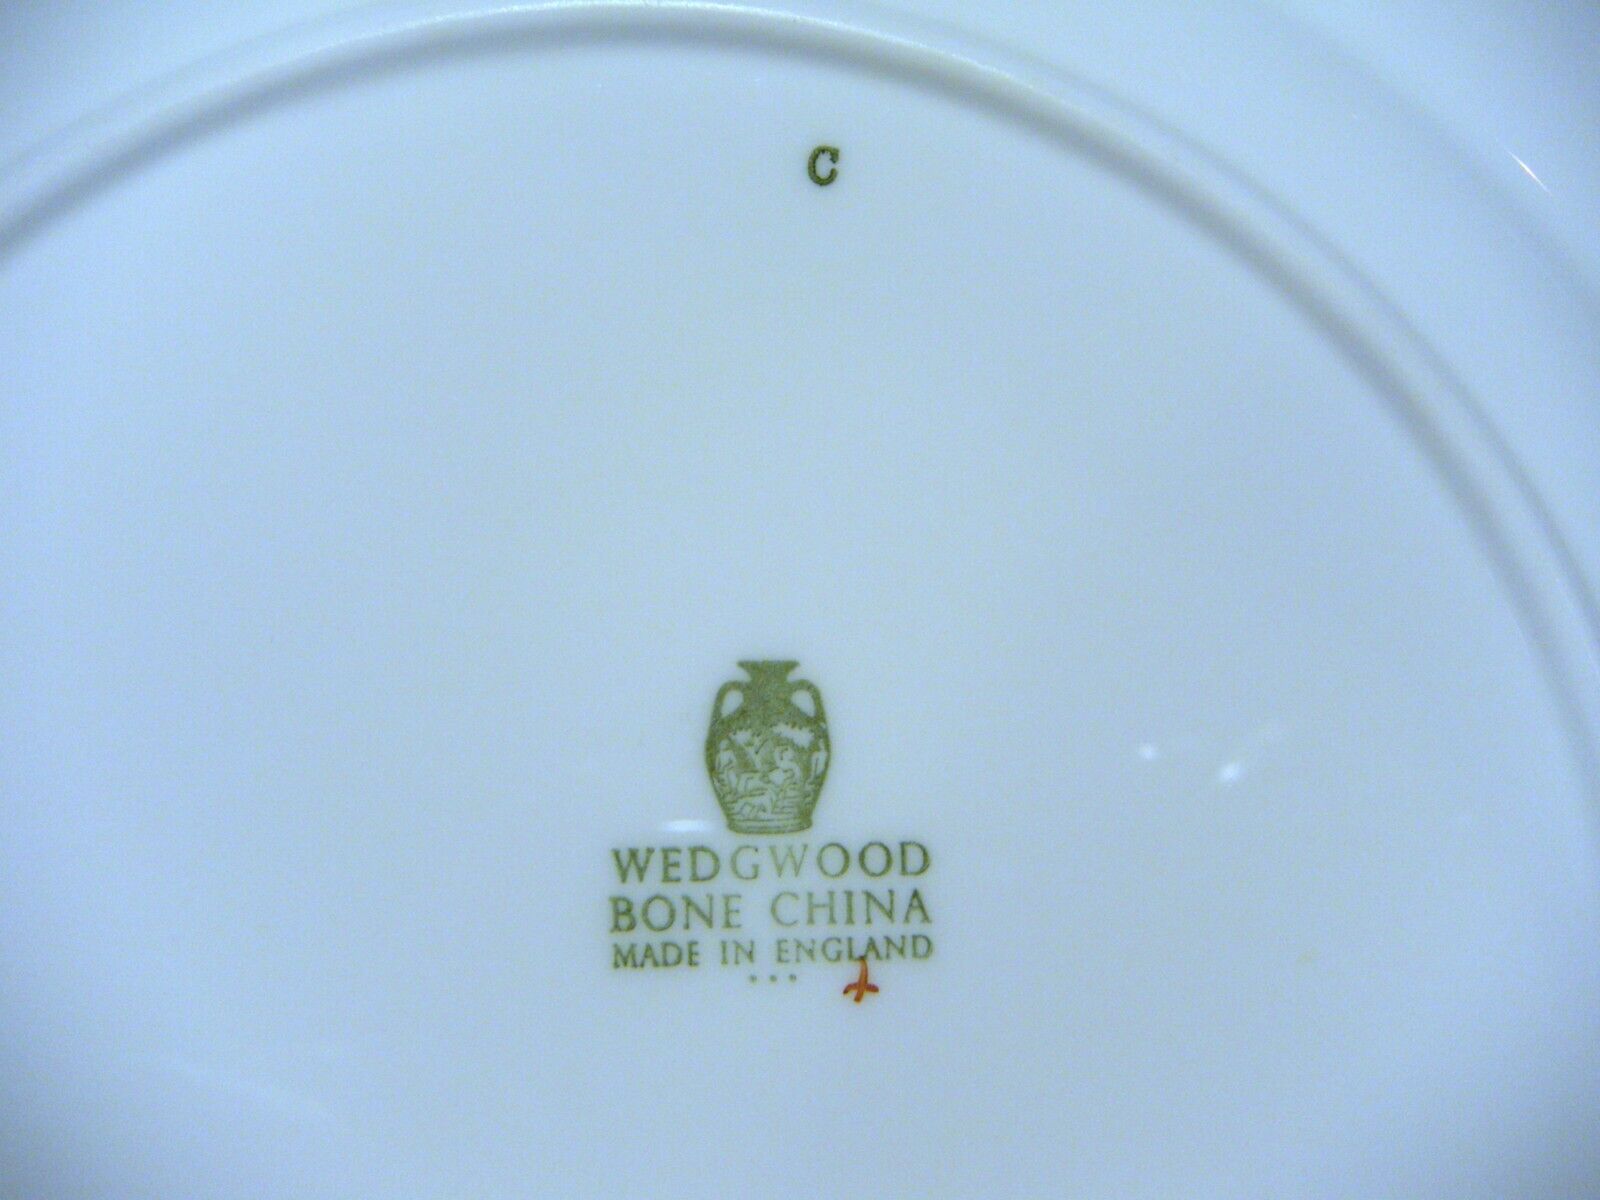 C
WEDGWOOD
BONE CHINA
MADE IN ENGLAND
...